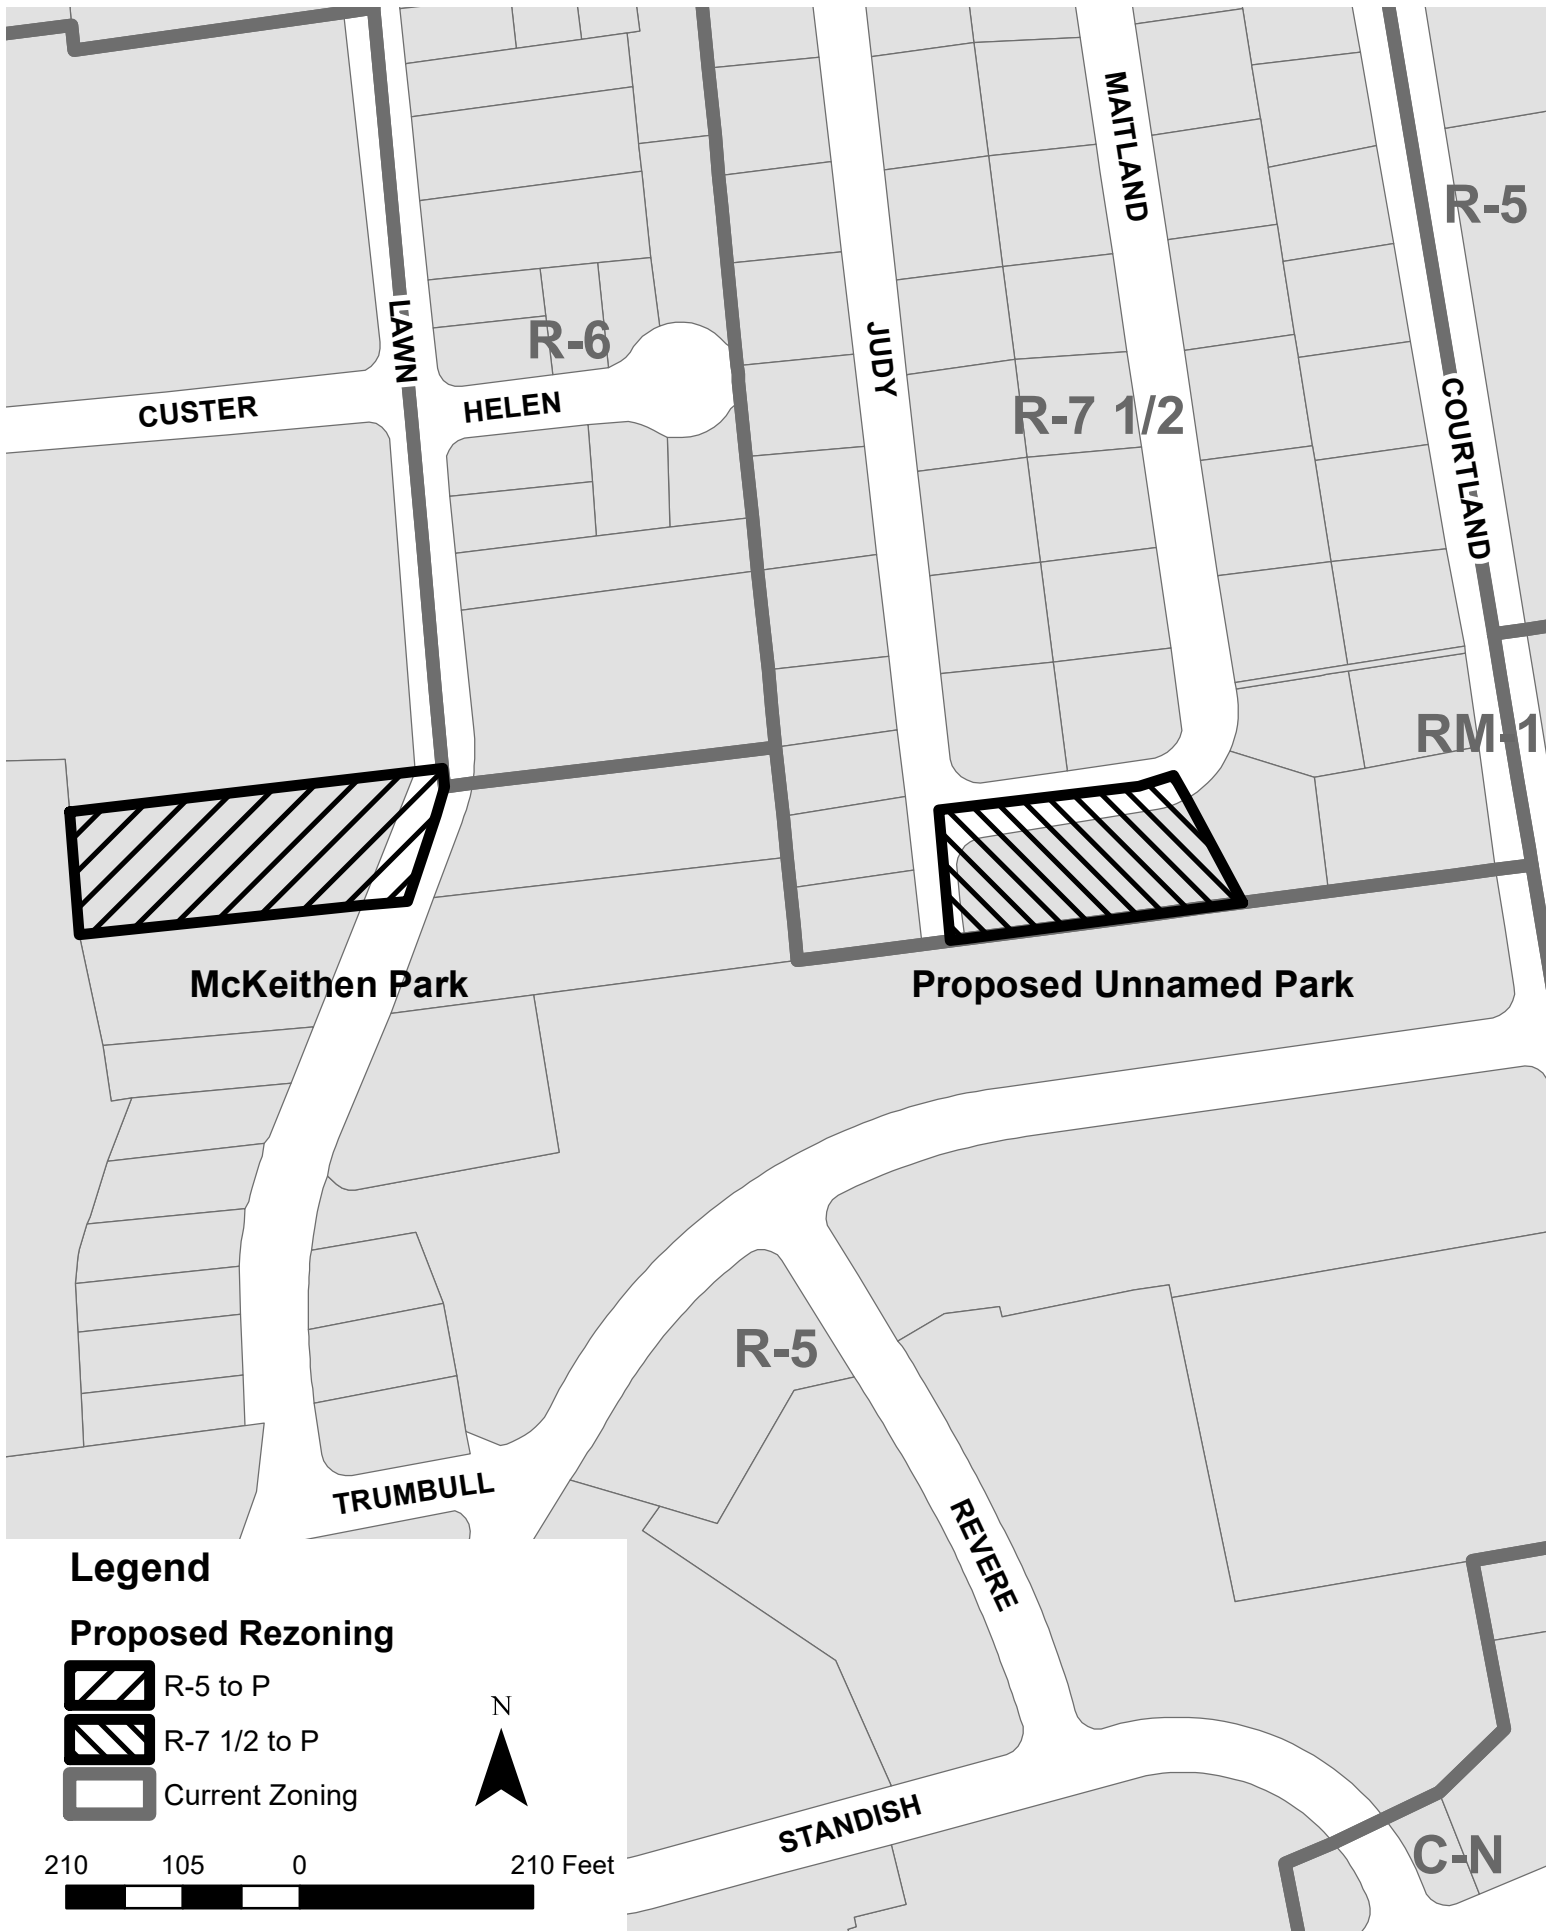 MAITLAND
R-5
LAWN
R-6
JUDY
CUSTER
HELEN
R-7 1/2
COURTLAND
RM-1
McKeithen Park
Proposed Unnamed Park
R-5
TRUMBULL
REVERE
Legend
Proposed Rezoning
R-5 to P
R-7 1/2 to P
Current Zoning
N
STANDISH
C-N
210 105 0 210 Feet